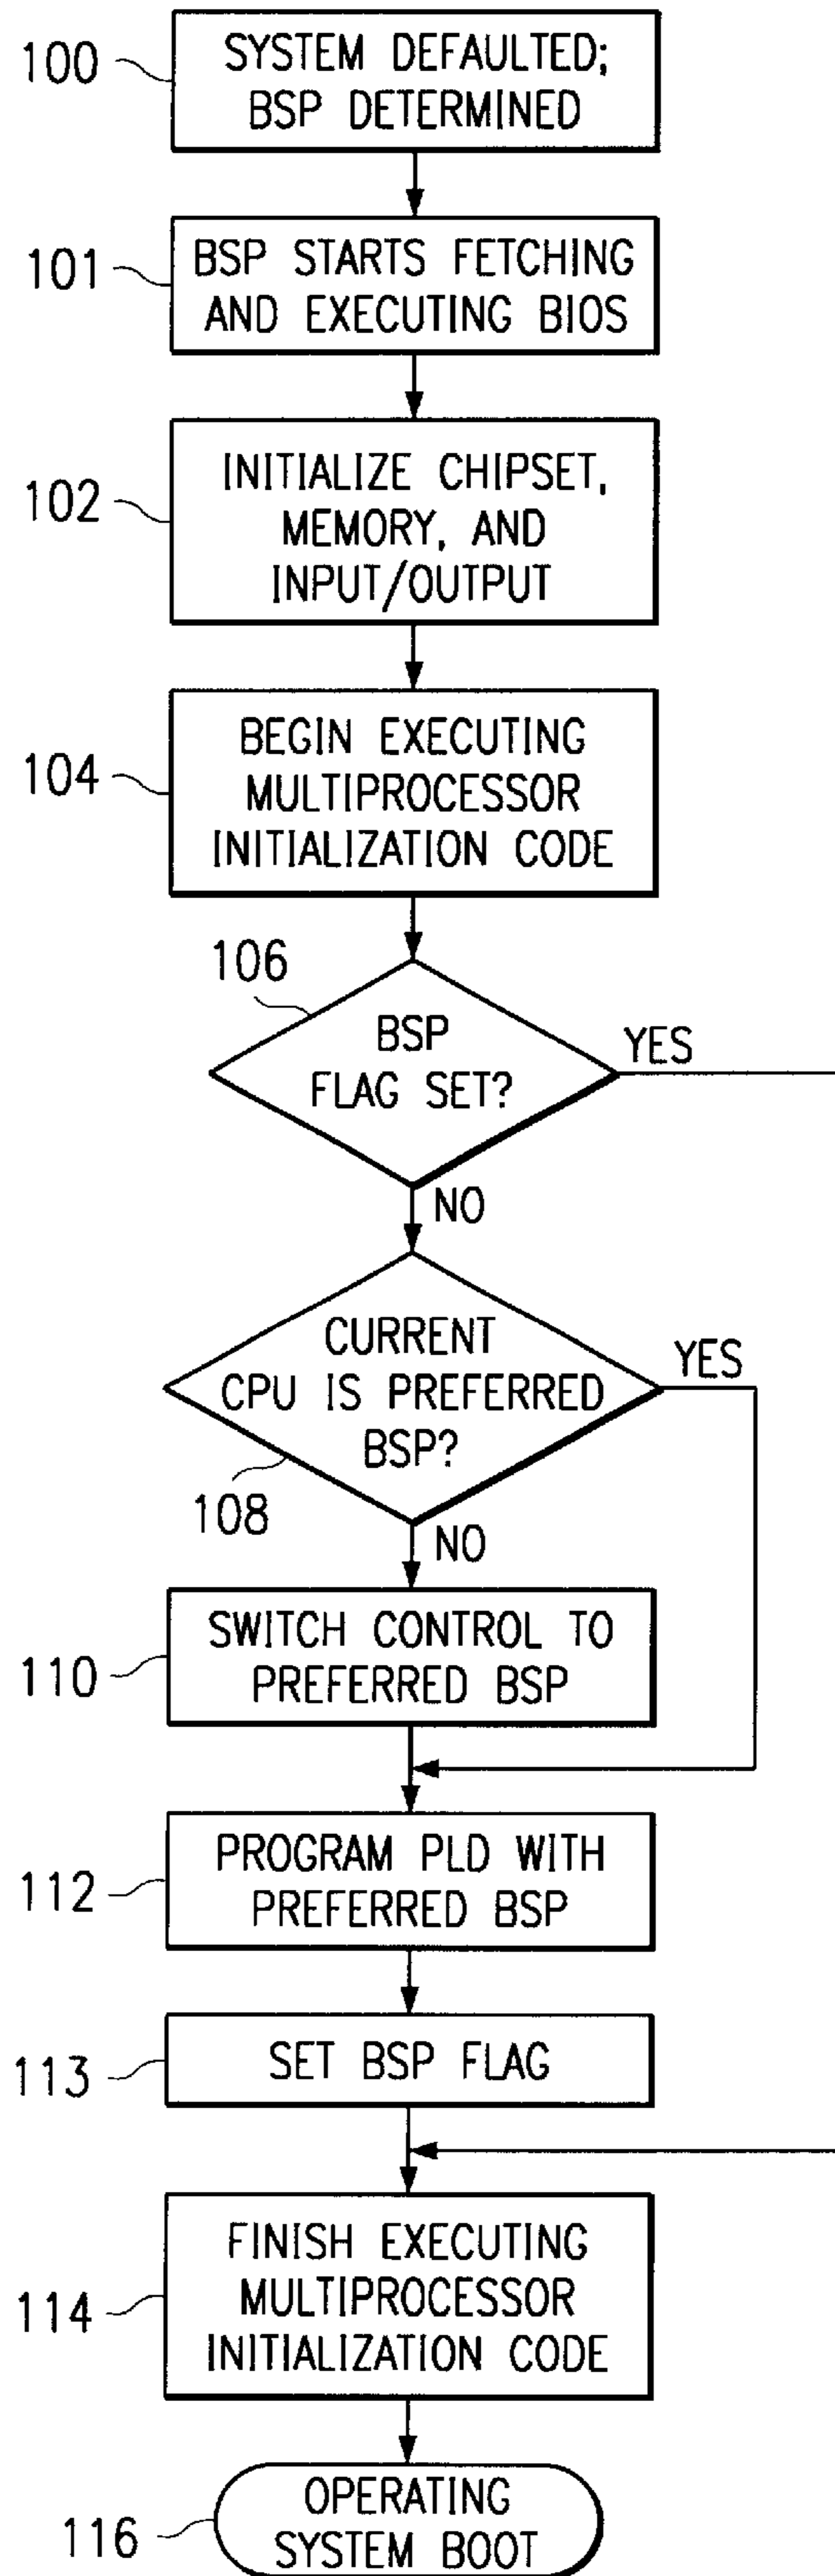 100
SYSTEM DEFAULTED;
BSP DETERMINED
101
BSP STARTS FETCHING
AND EXECUTING BIOS
102
INITIALIZE CHIPSET,
MEMORY, AND
INPUT/OUTPUT
104
BEGIN EXECUTING
MULTIPROCESSOR
INITIALIZATION CODE
106
BSP
FLAG SET?
YES
NO
CURRENT
CPU IS PREFERRED
BSP?
YES
108
NO
110
SWITCH CONTROL TO
PREFERRED BSP
112
PROGRAM PLD WITH
PREFERRED BSP
113
SET BSP FLAG
114
FINISH EXECUTING
MULTIPROCESSOR
INITIALIZATION CODE
116
OPERATING
SYSTEM BOOT